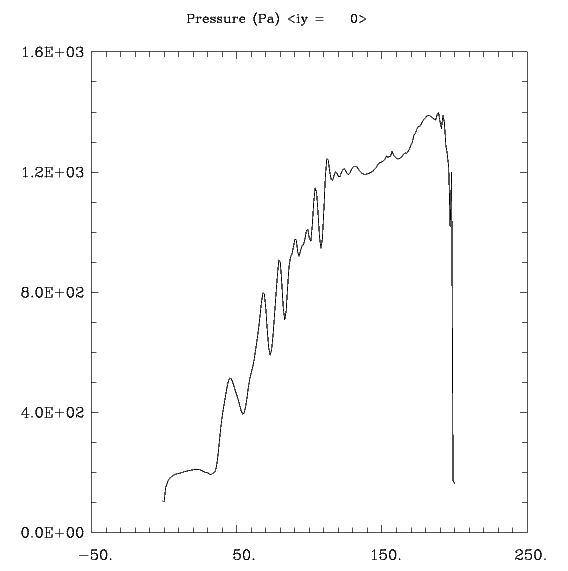 Pressure (Pa) <iy = 0>
1.6E+03
1.2E+03
8.0E+02
4.0E+02
0.0E+00
−50. 50. 150. 250.